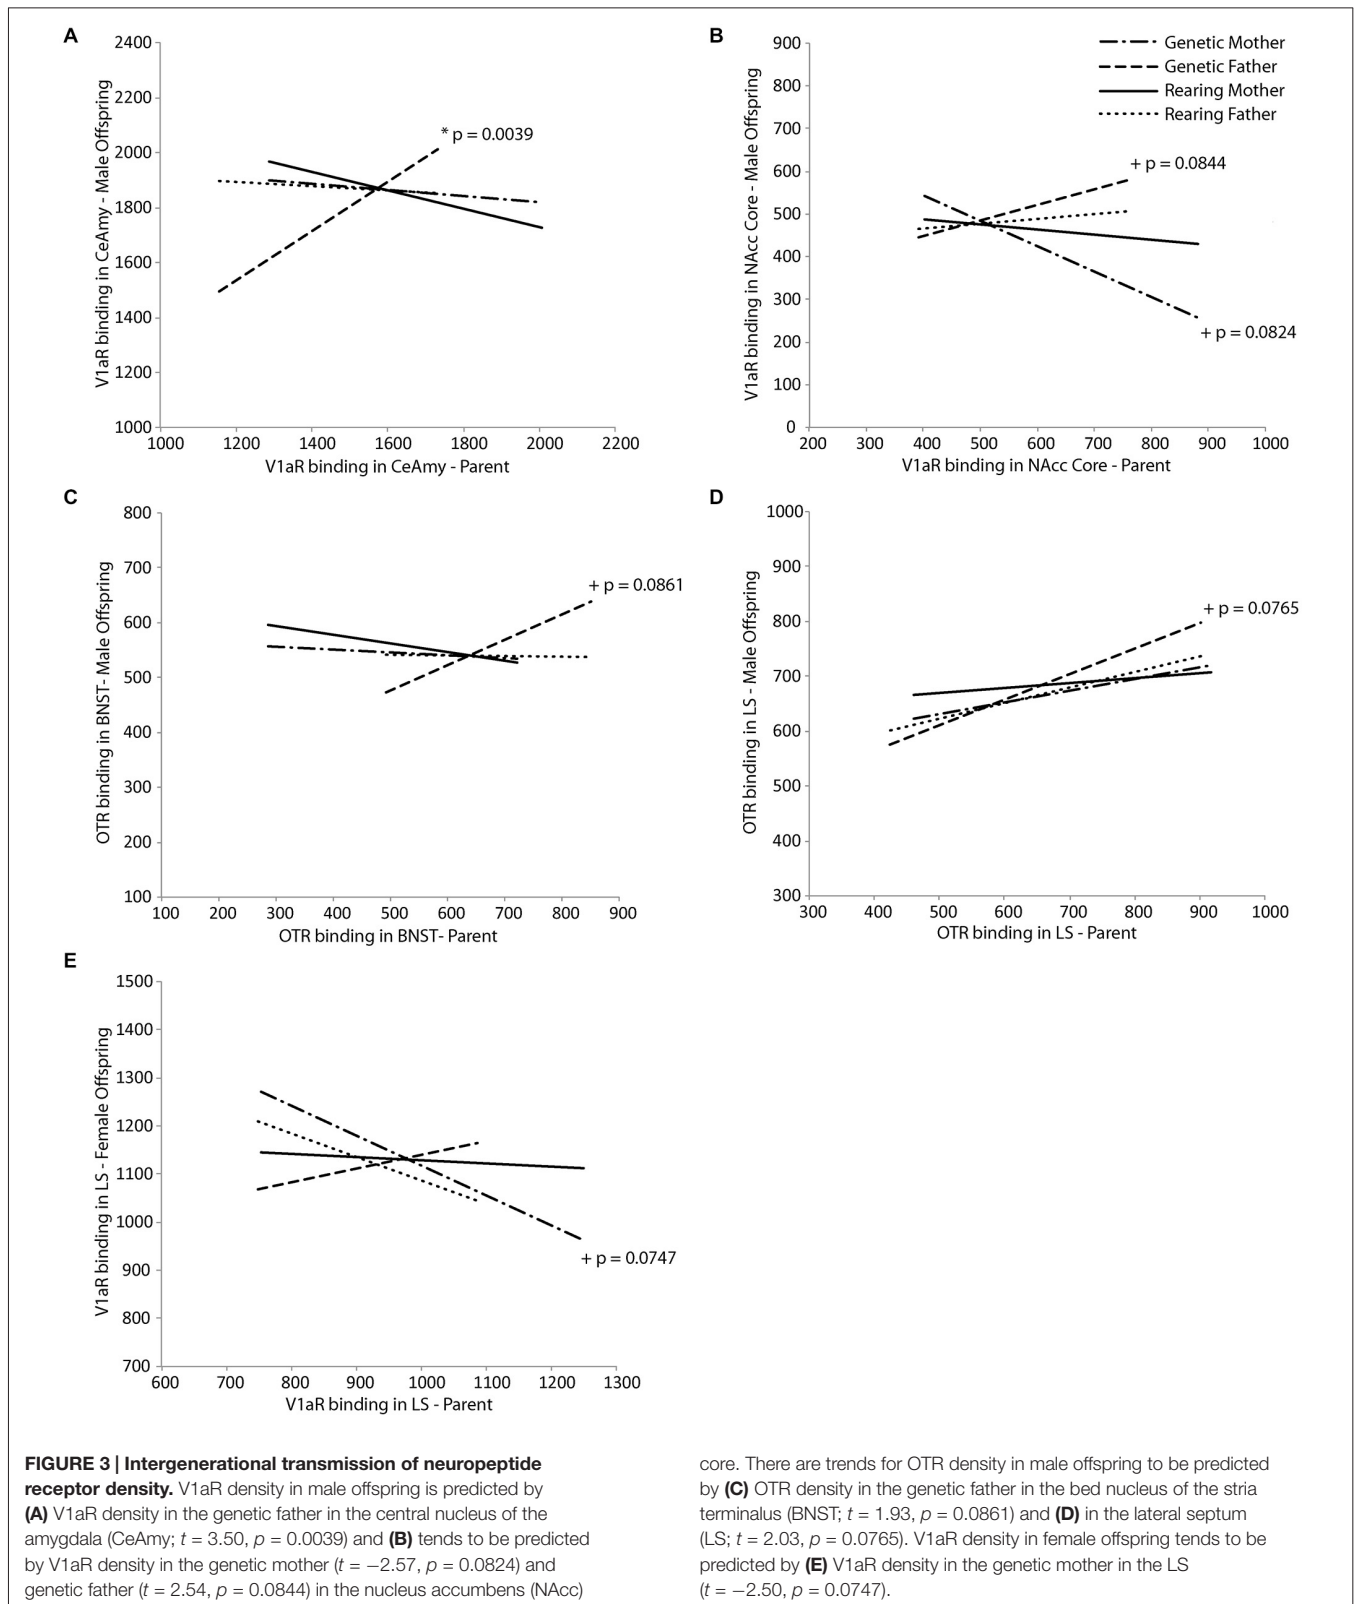 A
2400
2200
2000
1800
1600
1400
1200
1000
V1aR binding in CeAmy - Male Offspring
* p = 0.0039
1000 1200 1400 1600 1800 2000 2200
V1aR binding in CeAmy - Parent
B
900
800
700
600
500
400
300
200
100
0
V1aR binding in NAcc Core - Male Offspring
Genetic Mother
Genetic Father
Rearing Mother
Rearing Father
+ p = 0.0844
+ p = 0.0824
200 300 400 500 600 700 800 900 1000
V1aR binding in NAcc Core - Parent
C
800
700
600
500
400
300
200
100
OTR binding in BNST- Male Offspring
+ p = 0.0861
100 200 300 400 500 600 700 800 900
OTR binding in BNST- Parent
D
1000
900
800
700
600
500
400
300
OTR binding in LS - Male Offspring
+ p = 0.0765
300 400 500 600 700 800 900 1000
OTR binding in LS - Parent
E
1500
1400
1300
1200
1100
1000
900
800
700
V1aR binding in LS - Female Offspring
+ p = 0.0747
600 700 800 900 1000 1100 1200 1300
V1aR binding in LS - Parent
FIGURE 3 | Intergenerational transmission of neuropeptide
receptor density. V1aR density in male offspring is predicted by
(A) V1aR density in the genetic father in the central nucleus of the
amygdala (CeAmy; t = 3.50, p = 0.0039) and (B) tends to be predicted
by V1aR density in the genetic mother (t = −2.57, p = 0.0824) and
genetic father (t = 2.54, p = 0.0844) in the nucleus accumbens (NAcc)
core. There are trends for OTR density in male offspring to be predicted
by (C) OTR density in the genetic father in the bed nucleus of the stria
terminalus (BNST; t = 1.93, p = 0.0861) and (D) in the lateral septum
(LS; t = 2.03, p = 0.0765). V1aR density in female offspring tends to be
predicted by (E) V1aR density in the genetic mother in the LS
(t = −2.50, p = 0.0747).